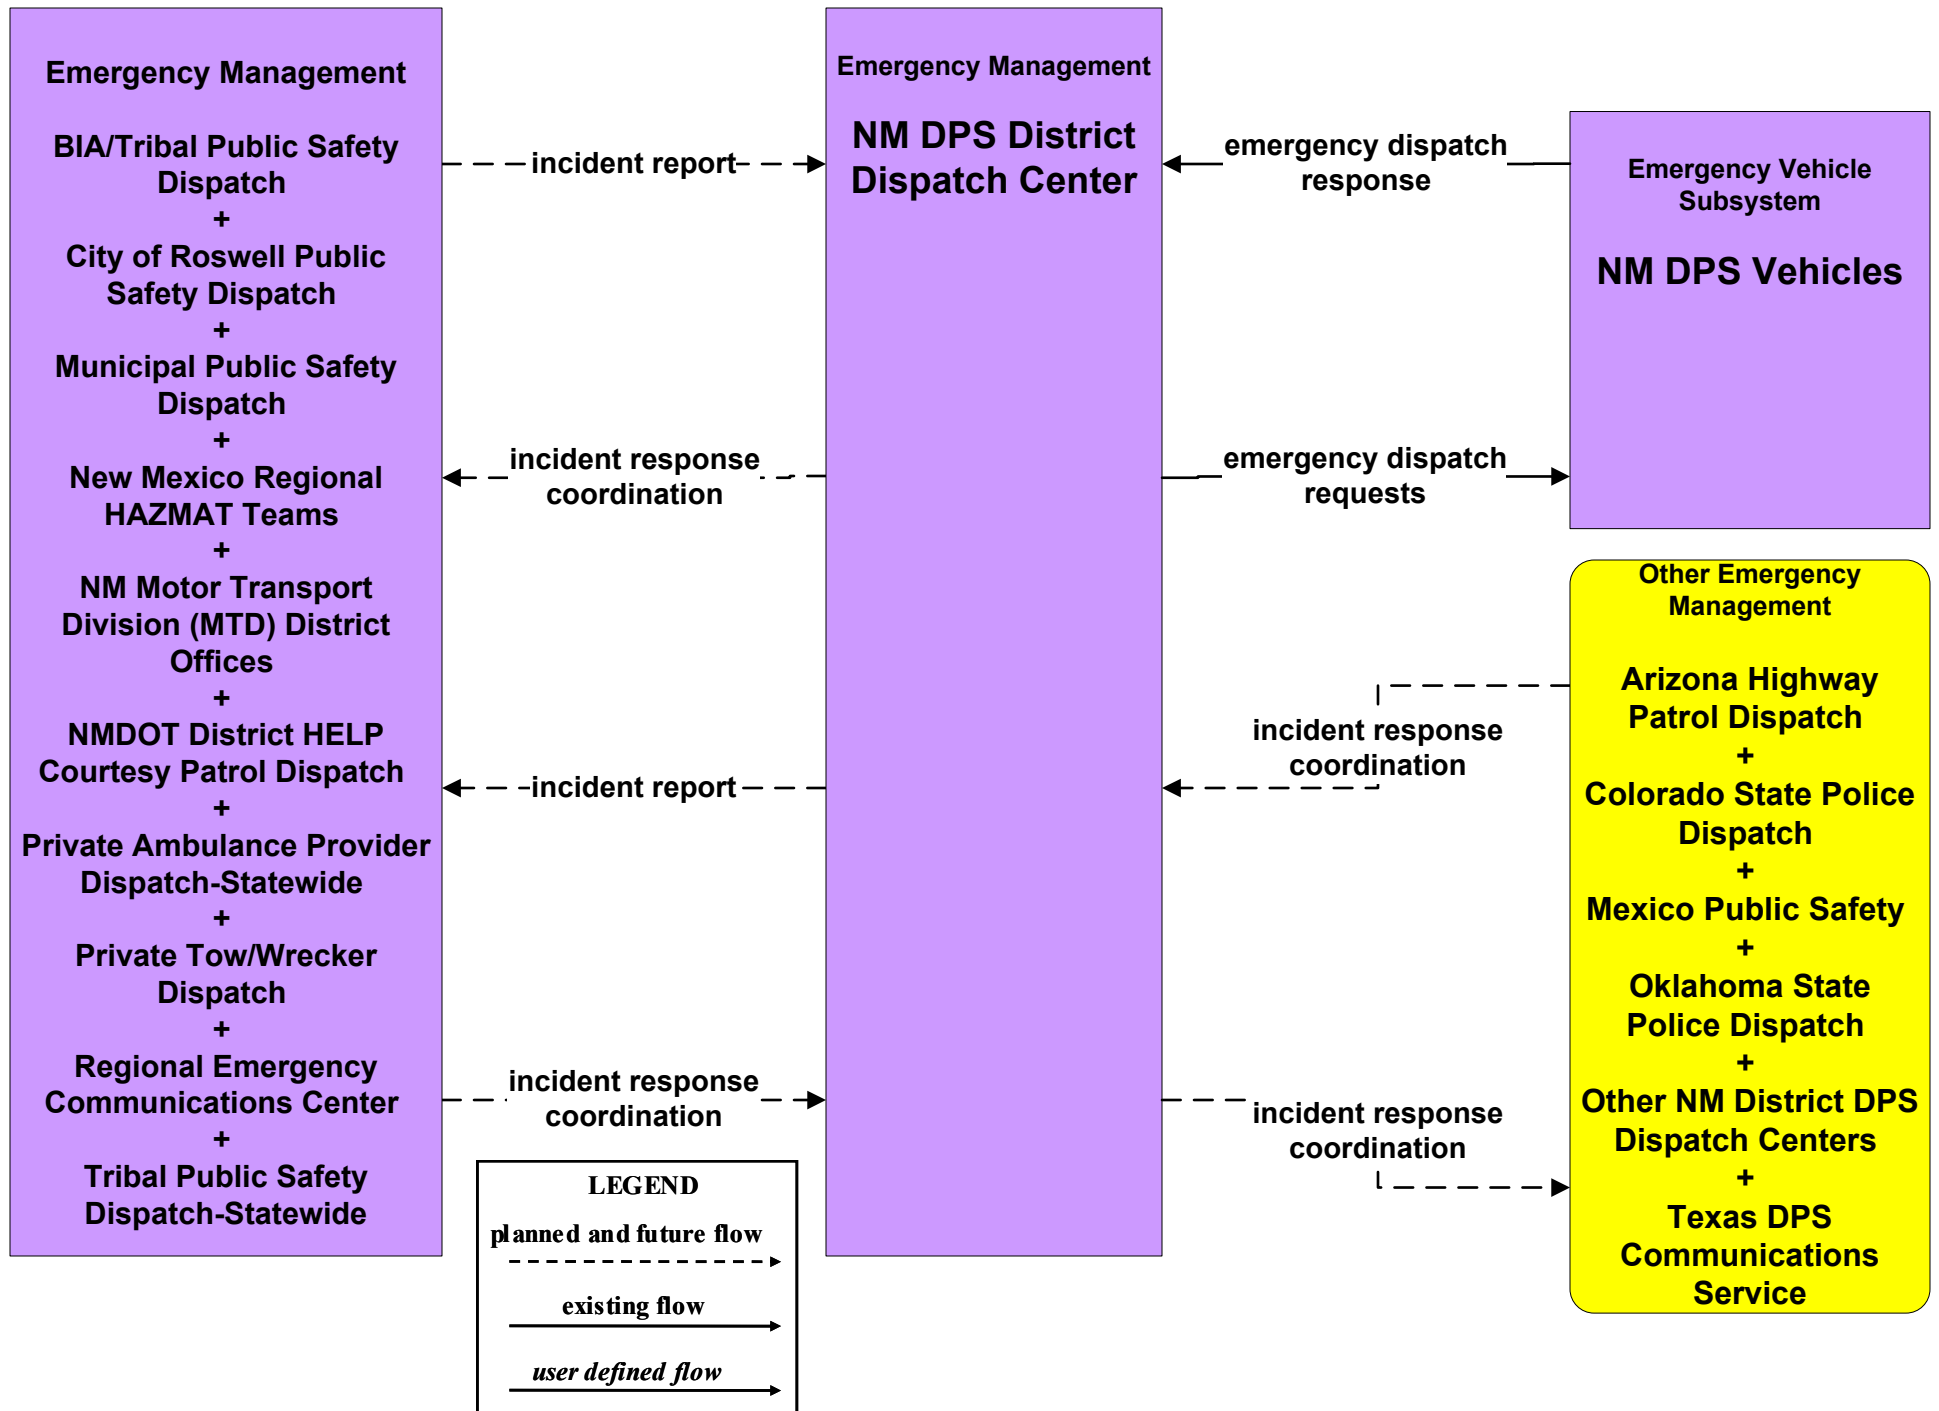 Emergency Management
BIA/Tribal Public Safety
Dispatch
+
City of Roswell Public
Safety Dispatch
+
Municipal Public Safety
Dispatch
+
New Mexico Regional
HAZMAT Teams
+
NM Motor Transport
Division (MTD) District
Offices
+
NMDOT District HELP
Courtesy Patrol Dispatch
+
Private Ambulance Provider
Dispatch-Statewide
+
Private Tow/Wrecker
Dispatch
+
Regional Emergency
Communications Center
+
Tribal Public Safety
Dispatch-Statewide
incident report
incident response
coordination
incident report
incident response
coordination
Emergency Management
NM DPS District
Dispatch Center
emergency dispatch
response
emergency dispatch
requests
incident response
coordination
incident response
coordination
Emergency Vehicle
Subsystem
NM DPS Vehicles
Other Emergency
Management
Arizona Highway
Patrol Dispatch
+
Colorado State Police
Dispatch
+
Mexico Public Safety
+
Oklahoma State
Police Dispatch
+
Other NM District DPS
Dispatch Centers
+
Texas DPS
Communications
Service
LEGEND
planned and future flow
existing flow
user defined flow